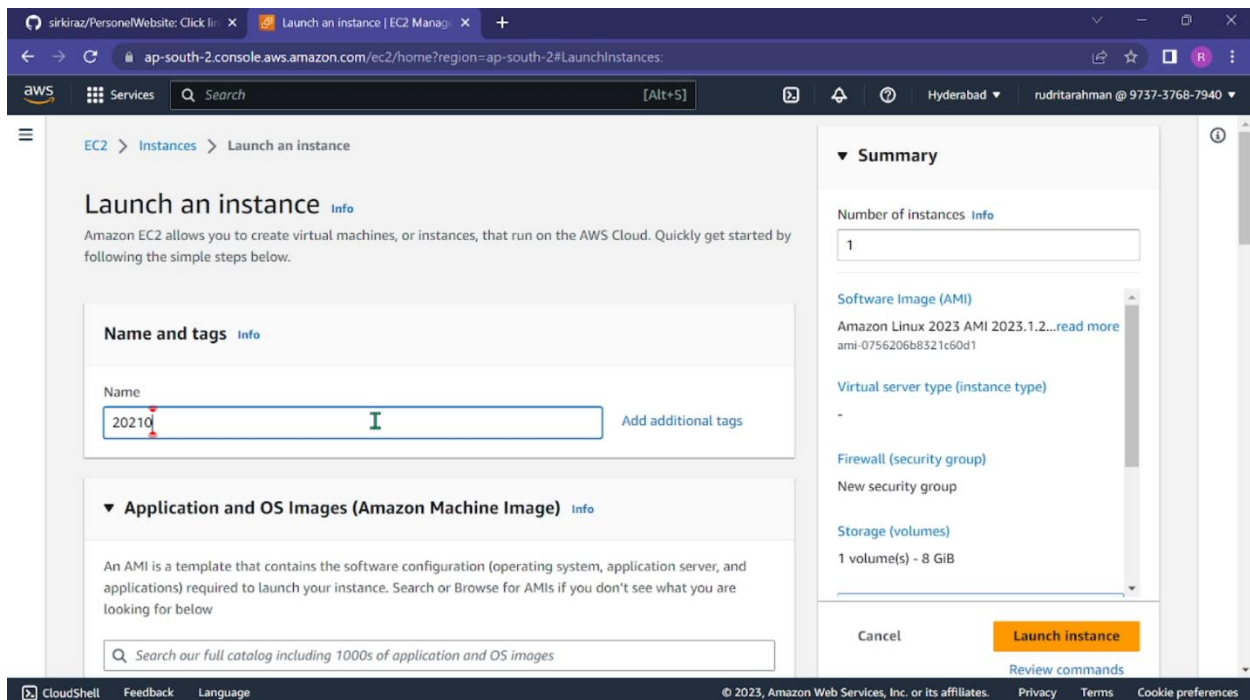 sirkiraz/PersonelWebsite: Click lin
Launch an instance | EC2 Manag
ap-south-2.console.aws.amazon.com/ec2/home?region=ap-south-2#LaunchInstances:
R
aws
Services
Search
[Alt+S]
Hyderabad
rudritarahman @ 9737-3768-7940
EC2 > Instances > Launch an instance
Launch an instance Info
Amazon EC2 allows you to create virtual machines, or instances, that run on the AWS Cloud. Quickly get started by
following the simple steps below.
Name and tags Info
Name
20210
Add additional tags
Application and OS Images (Amazon Machine Image) Info
An AMI is a template that contains the software configuration (operating system, application server, and
applications) required to launch your instance. Search or Browse for AMIs if you don't see what you are
looking for below
Search our full catalog including 1000s of application and OS images
Summary
Number of instances Info
1
Software Image (AMI)
Amazon Linux 2023 AMI 2023.1.2...read more
ami-0756206b8321c60d1
Virtual server type (instance type)
-
Firewall (security group)
New security group
Storage (volumes)
1 volume(s) - 8 GiB
Cancel
Launch instance
Review commands
CloudShell
Feedback
Language
© 2023, Amazon Web Services, Inc. or its affiliates.
Privacy
Terms
Cookie preferences